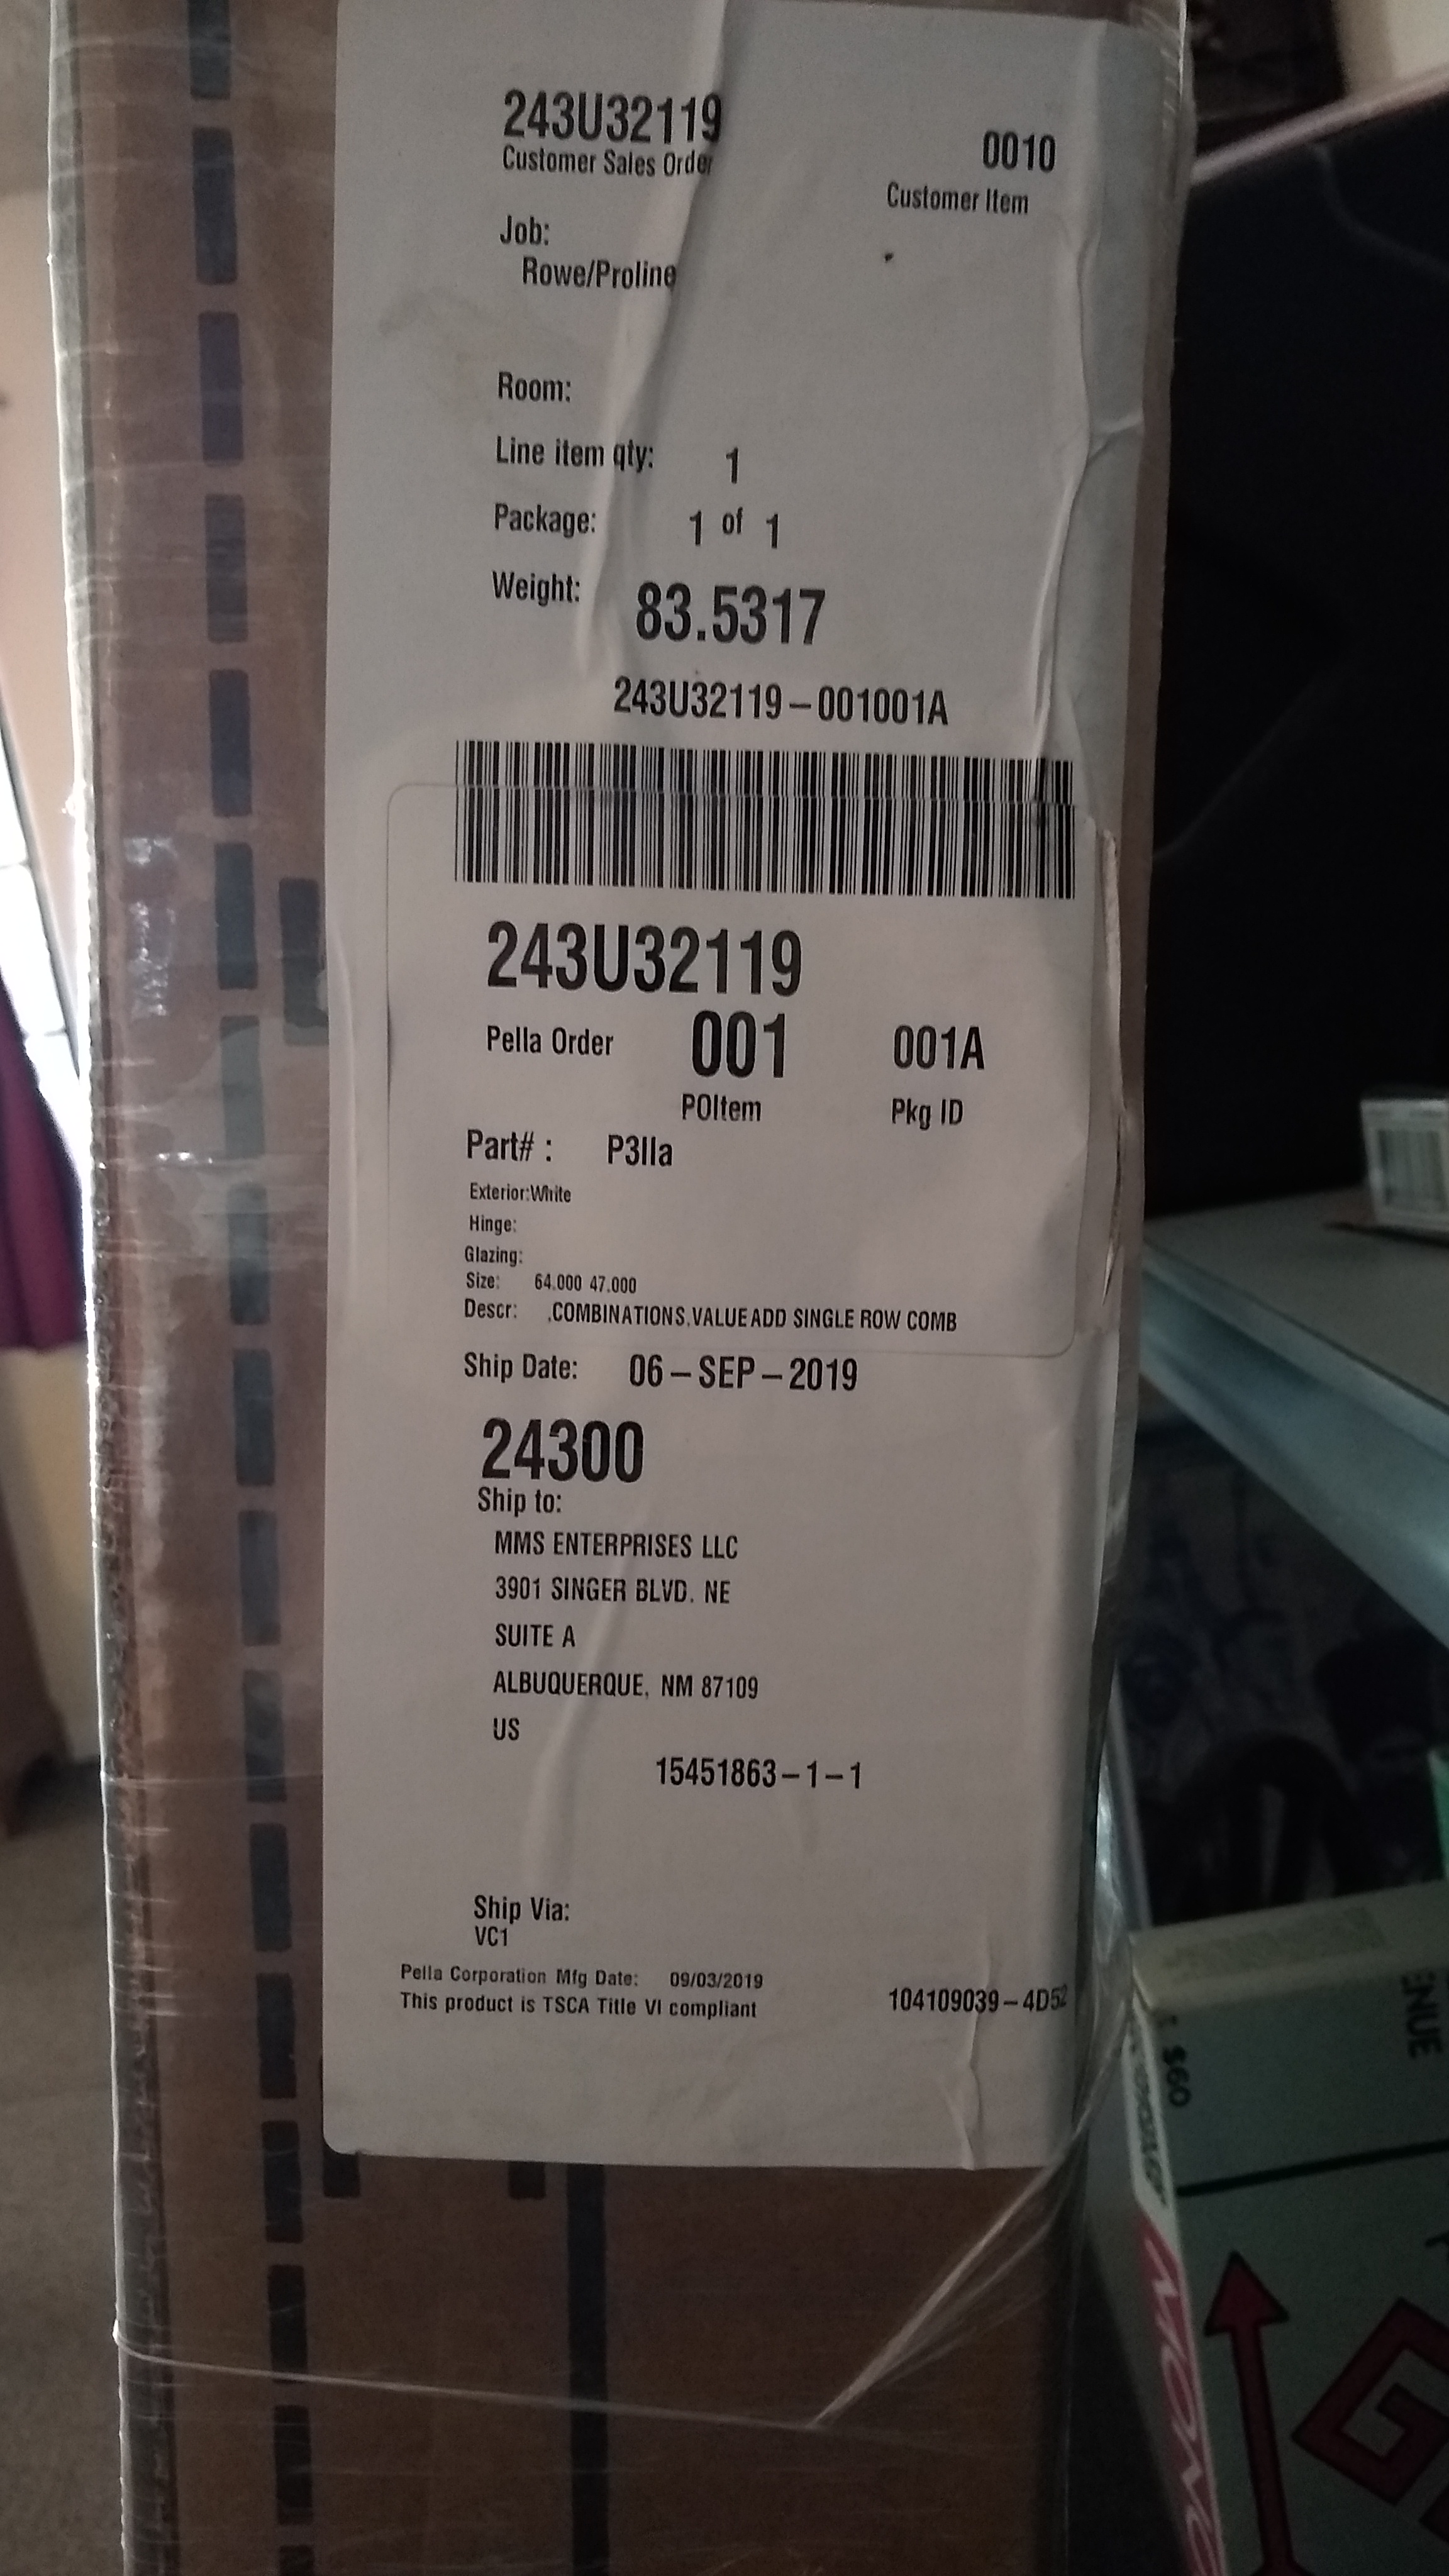 243U32119
Customer Sales Order
0010
Customer Item
Job:
Rowe/Proline
Room:
Line item qty: 1
Package: 1 of 1
Weight: 83.5317
243U32119-001001A
243U32119
Pella Order 001 001A
POItem Pkg ID
Part# : P3IIa
Exterior:White
Hinge:
Glazing:
Size: 64.000 47.000
Descr: ,COMBINATIONS,VALUEADD SINGLE ROW COMB
Ship Date: 06-SEP-2019
24300
Ship to:
MMS ENTERPRISES LLC
3901 SINGER BLVD. NE
SUITE A
ALBUQUERQUE, NM 87109
US
15451863-1-1
Ship Via:
VC1
Pella Corporation Mfg Date: 09/03/2019
This product is TSCA Title VI compliant
104109039-4D52
ENUE
$60